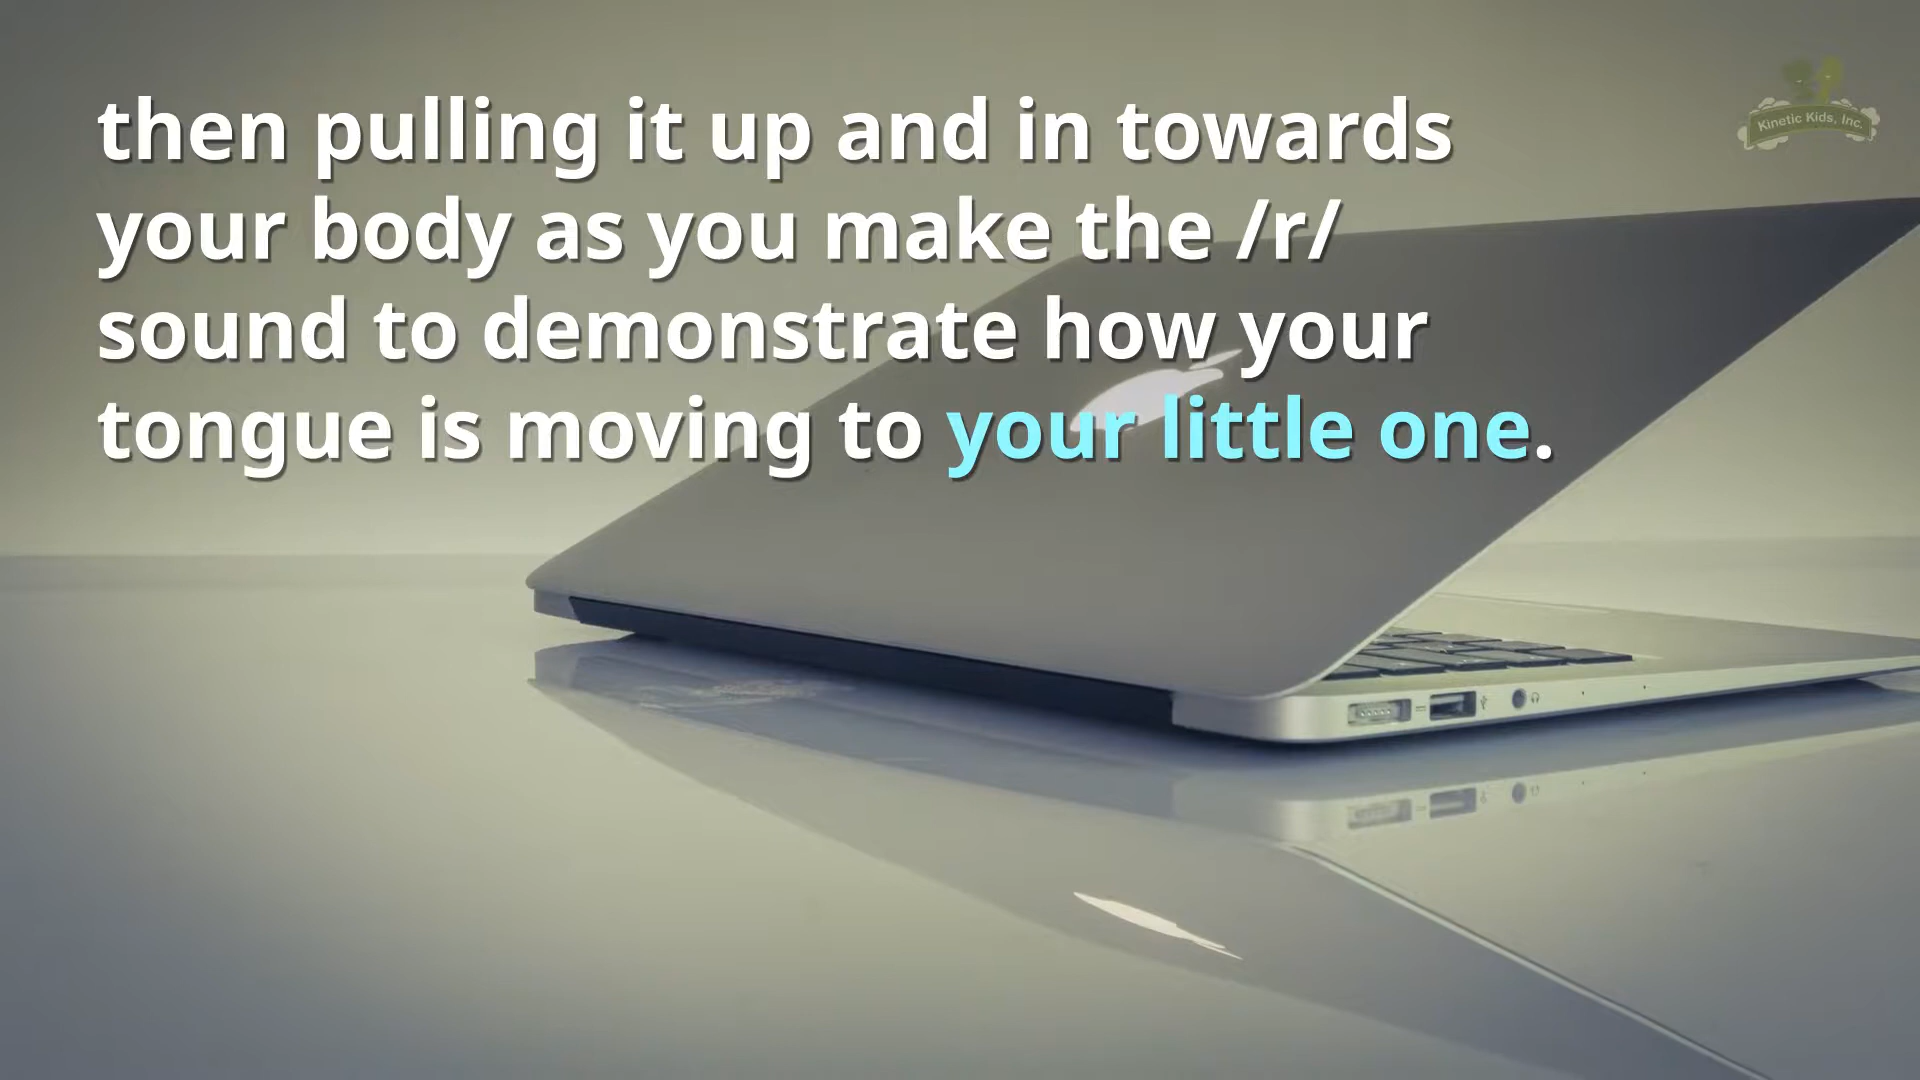 then pulling it up and in towards
your body as you make the /r/
sound to demonstrate how your
tongue is moving to your little one.
Kinetic Kids, Inc.